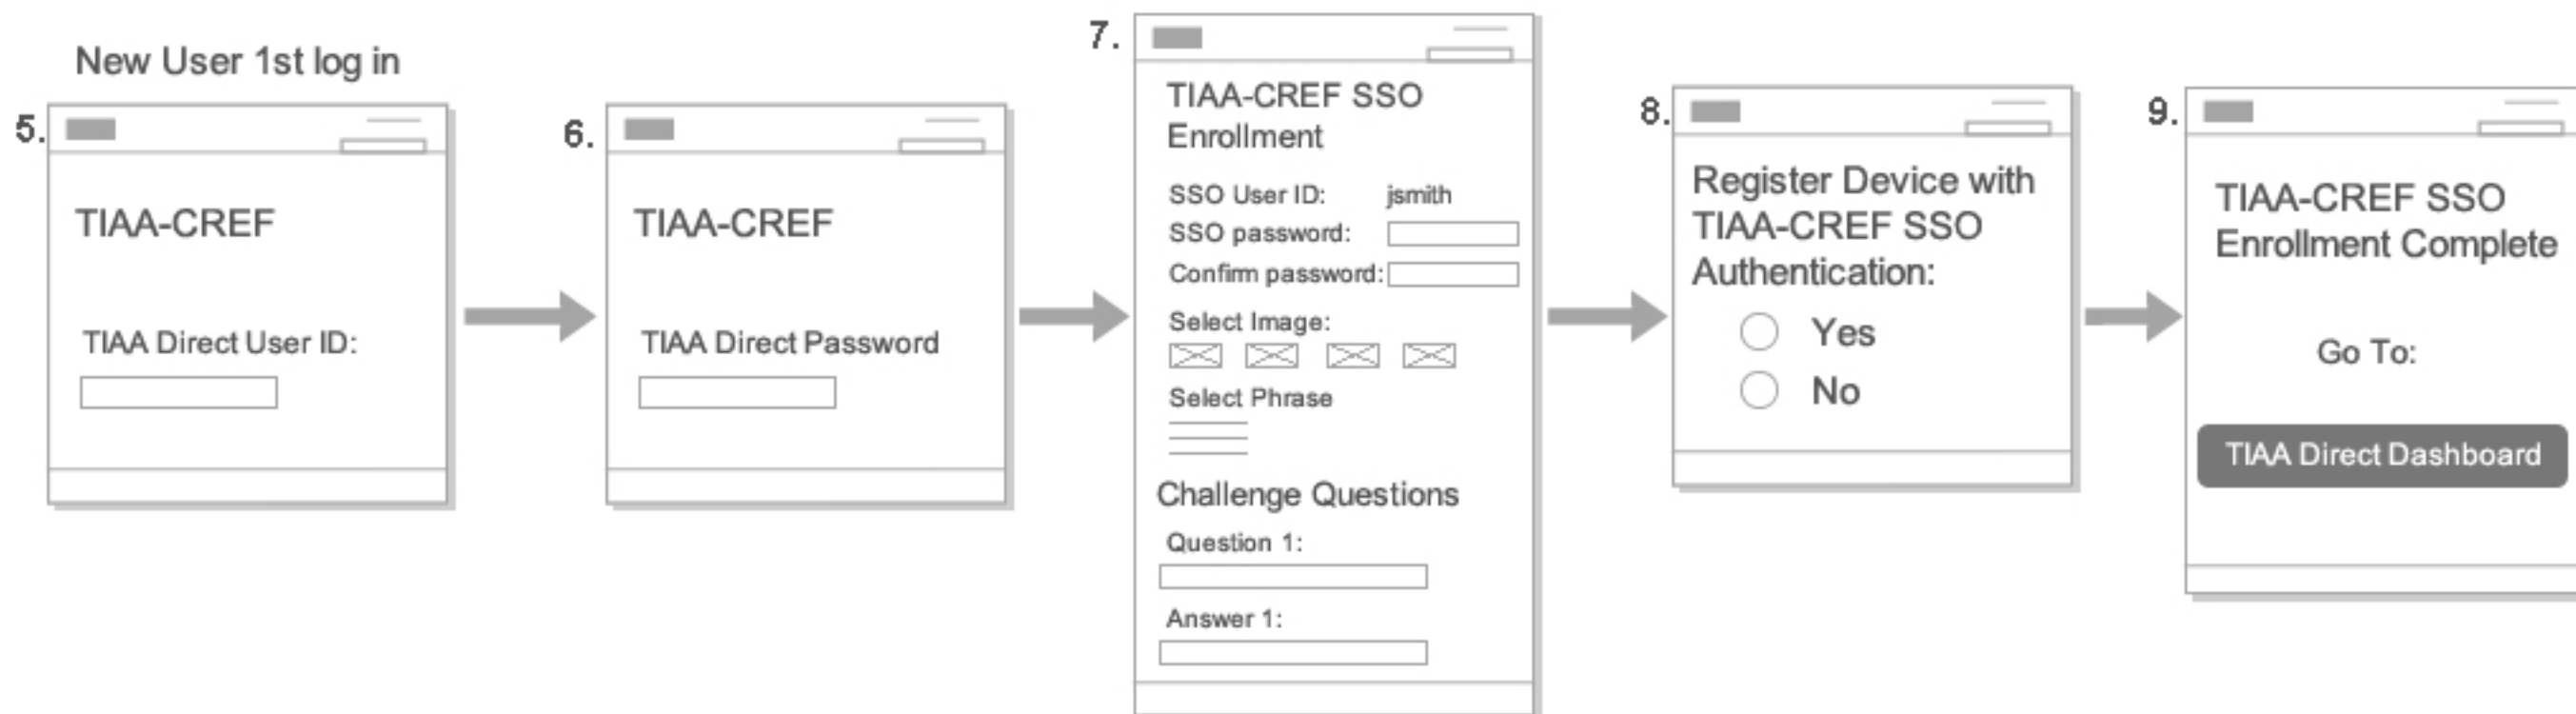 New User 1st log in
5.
TIAA-CREF
TIAA Direct User ID:
6.
TIAA-CREF
TIAA Direct Password
7.
TIAA-CREF SSO
Enrollment
SSO User ID: jsmith
SSO password:
Confirm password:
Select Image:
Select Phrase
Challenge Questions
Question 1:
Answer 1:
8.
Register Device with
TIAA-CREF SSO
Authentication:
Yes
No
9.
TIAA-CREF SSO
Enrollment Complete
Go To:
TIAA Direct Dashboard